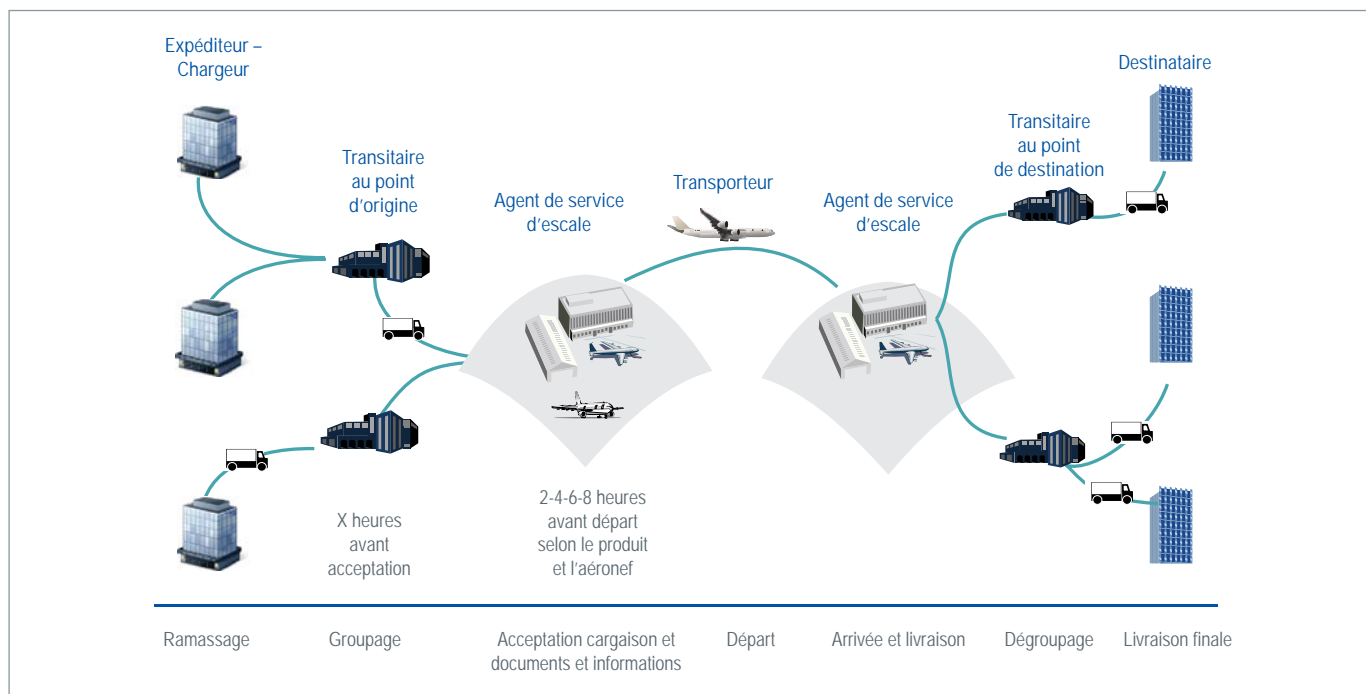 Expéditeur –
Chargeur
Transitaire
au point
d'origine
Agent de service
d'escale
Transporteur
Agent de service
d'escale
Transitaire
au point
de destination
Destinataire
X heures
avant
acceptation
2-4-6-8 heures
avant départ
selon le produit
et l'aéronef
Ramassage
Groupage
Acceptation cargaison et
documents et informations
Départ
Arrivée et livraison
Dégroupage
Livraison finale